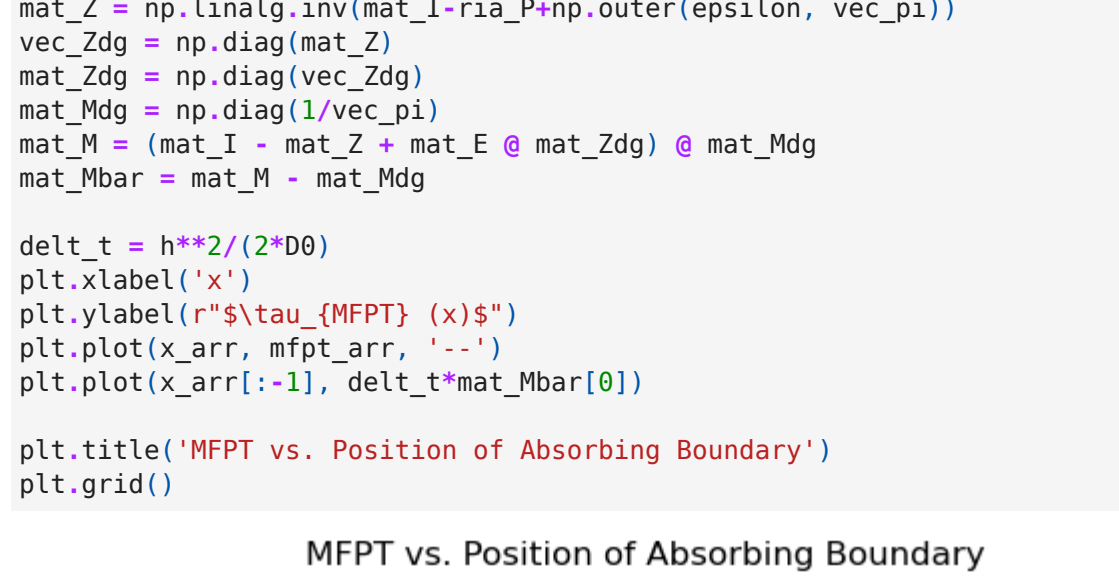 mat_Z = np.linalg.inv(mat_I-ria_P+np.outer(epsilon, vec_pi))
vec_Zdg = np.diag(mat_Z)
mat_Zdg = np.diag(vec_Zdg)
mat_Mdg = np.diag(1/vec_pi)
mat_M = (mat_I - mat_Z + mat_E @ mat_Zdg) @ mat_Mdg
mat_Mbar = mat_M - mat_Mdg
delt_t = h**2/(2*D0)
plt.xlabel('x')
plt.ylabel(r"$\tau_{MFPT} (x)$")
plt.plot(x_arr, mfpt_arr, '--')
plt.plot(x_arr[:-1], delt_t*mat_Mbar[0])
plt.title('MFPT vs. Position of Absorbing Boundary')
plt.grid()
MFPT vs. Position of Absorbing Boundary